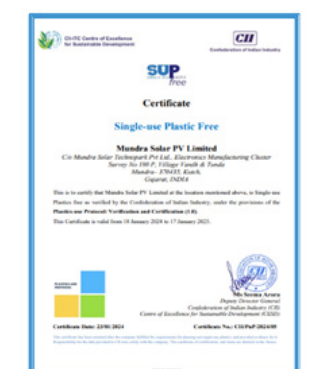 CII-ITC Centre of Excellence
for Sustainable Development
CII
Confederation of Indian Industry
SUP
free
Certificate
Single-use Plastic Free
Mundra Solar PV Limited
C/o Mundra Solar Technopark Pvt Ltd., Electronics Manufacturing Cluster
Survey No 180 P, Village Vandh & Tunda
Mundra- 370435, Kutch,
Gujarat, INDIA
This is to certify that Mundra Solar PV Limited at the location mentioned above, is Single-use
Plastics free as verified by the Confederation of Indian Industry, under the provisions of the
Plastics-use Protocol: Verification and Certification (1.0).
This Certificate is valid from 18 January 2024 to 17 January 2025.
Ms Seema Arora
Deputy Director General
Confederation of Indian Industry (CII)
Centre of Excellence for Sustainable Development (CESD)
Certificate Date: 23/01/2024
Certificate No.: CII/PuP/2024/05